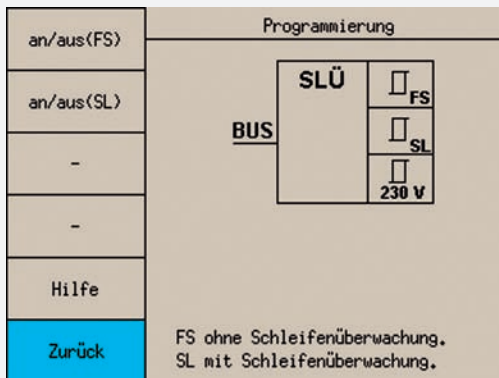 Programmierung
an/aus(FS)
an/aus(SL)
-
-
Hilfe
Zurück
SLÜ
FS
BUS
SL
230 V
FS ohne Schleifenüberwachung.
SL mit Schleifenüberwachung.